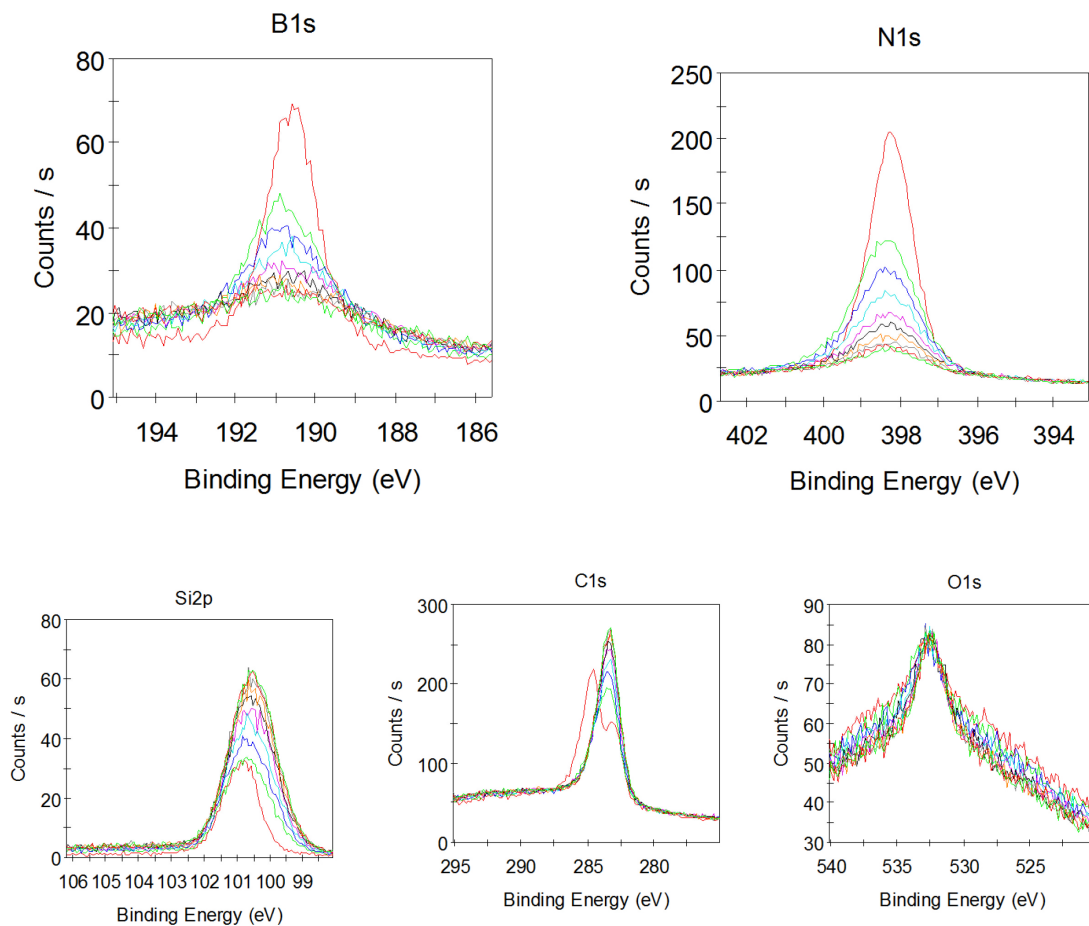 B1s
80
60
40
20
0
194 192 190 188 186
Counts / s
Binding Energy (eV)
N1s
250
200
150
100
50
0
402 400 398 396 394
Counts / s
Binding Energy (eV)
Si2p
80
60
40
20
0
106 105 104 103 102 101 100 99
Counts / s
Binding Energy (eV)
C1s
300
200
100
0
295 290 285 280
Counts / s
Binding Energy (eV)
O1s
90
80
70
60
50
40
30
540 535 530 525
Counts / s
Binding Energy (eV)